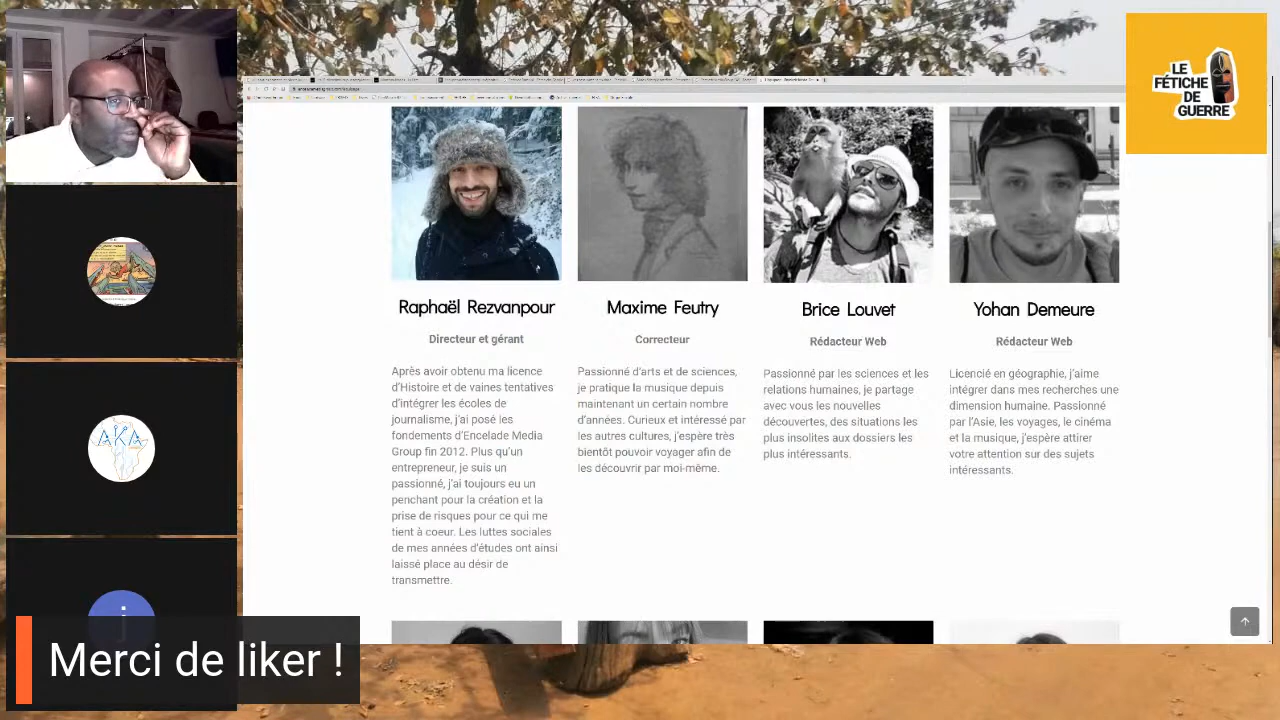 LE
FÉTICHE
DE
GUERRE
AKA
j
Merci de liker !
Raphaël Rezvanpour
Directeur et gérant
Après avoir obtenu ma licence
d'Histoire et de vaines tentatives
d'intégrer les écoles de
journalisme, j'ai posé les
fondements d'Encelade Media
Group fin 2012. Plus qu'un
entrepreneur, je suis un
passionné, j'ai toujours eu un
penchant pour la création et la
prise de risques pour ce qui me
tient à coeur. Les luttes sociales
de mes années d'études ont ainsi
laissé place au désir de
transmettre.
Maxime Feutry
Correcteur
Passionné d'arts et de sciences,
je pratique la musique depuis
maintenant un certain nombre
d'années. Curieux et intéressé par
les autres cultures, j'espère très
bientôt pouvoir voyager afin de
les découvrir par moi-même.
Brice Louvet
Rédacteur Web
Passionné par les sciences et les
relations humaines, je partage
avec vous les nouvelles
découvertes, des situations les
plus insolites aux dossiers les
plus intéressants.
Yohan Demeure
Rédacteur Web
Licencié en géographie, j'aime
intégrer dans mes recherches une
dimension humaine. Passionné
par l'Asie, les voyages, le cinéma
et la musique, j'espère attirer
votre attention sur des sujets
intéressants.